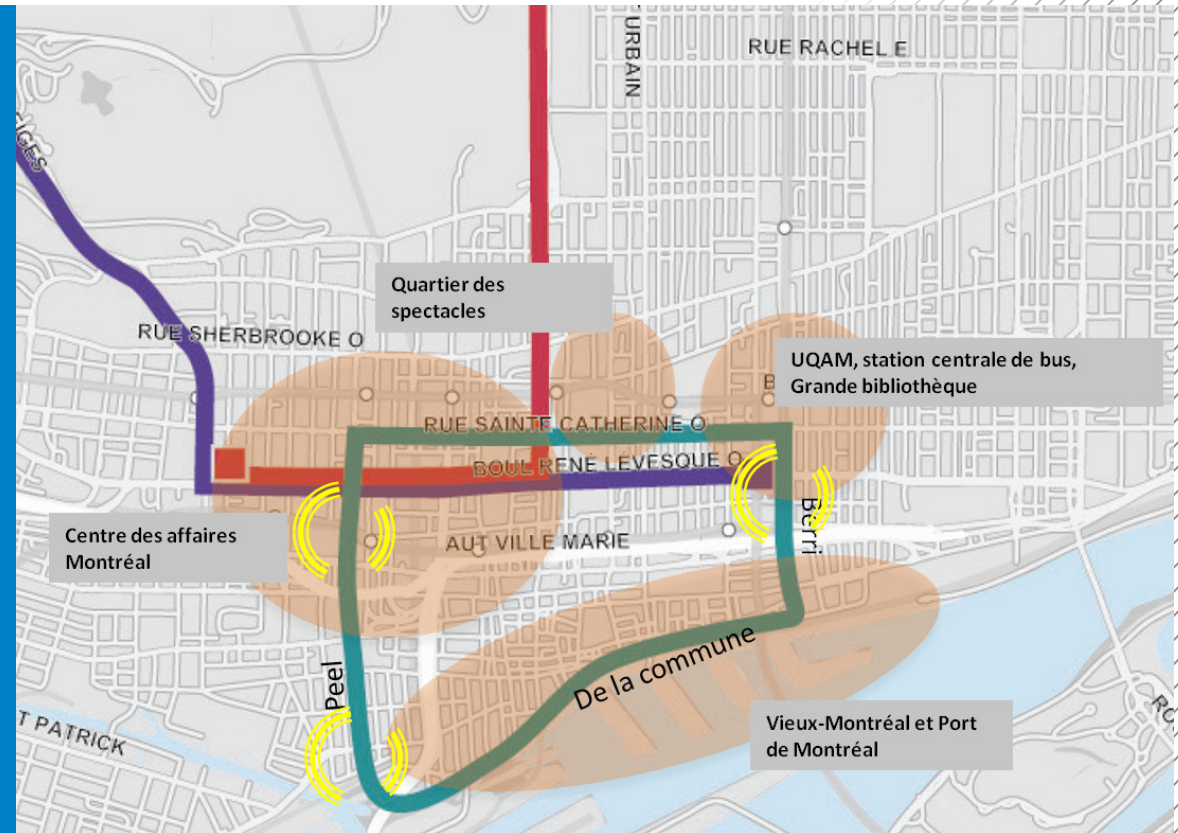 URBAIN
RUE RACHEL E
Quartier des
spectacles
RUE SHERBROOKE O
UQAM, station centrale de bus,
Grande bibliothèque
B
RUE SAINTE CATHERINE O
BOUL RENÉ LÉVESQUE O
Berri
Centre des affaires
Montréal
AUT VILLE MARIE
De la commune
Peel
Vieux-Montréal et Port
de Montréal
T PATRICK